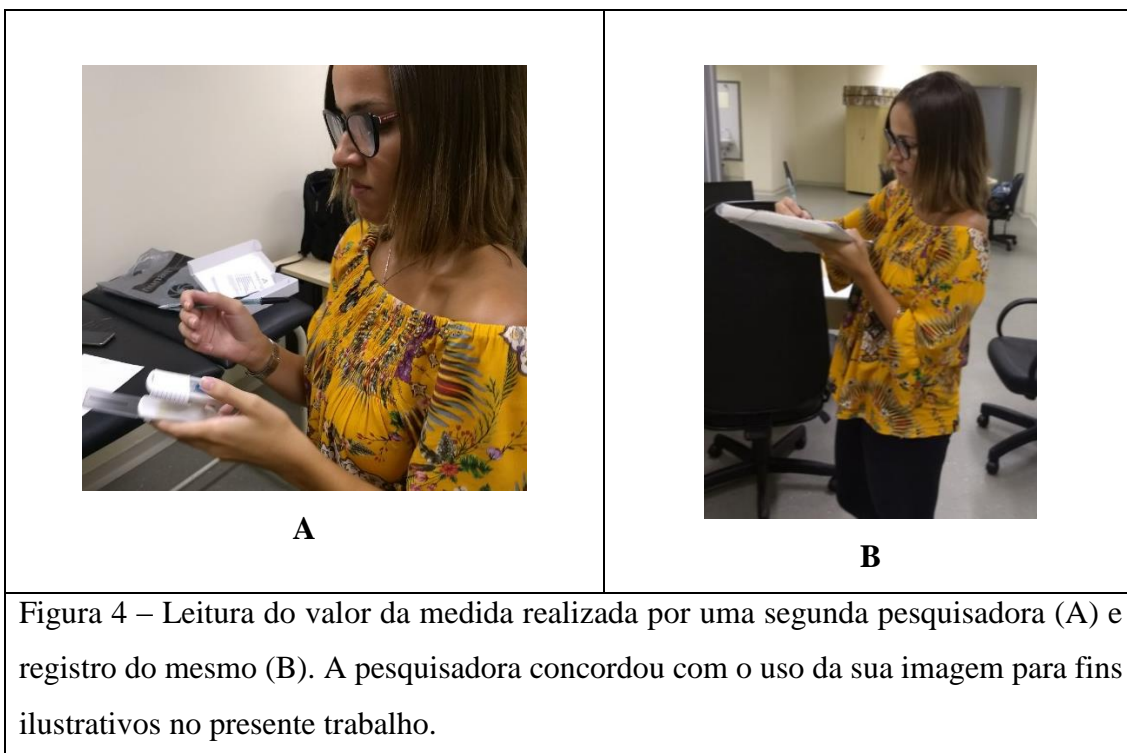 A
B
Figura 4 – Leitura do valor da medida realizada por uma segunda pesquisadora (A) e
registro do mesmo (B). A pesquisadora concordou com o uso da sua imagem para fins
ilustrativos no presente trabalho.